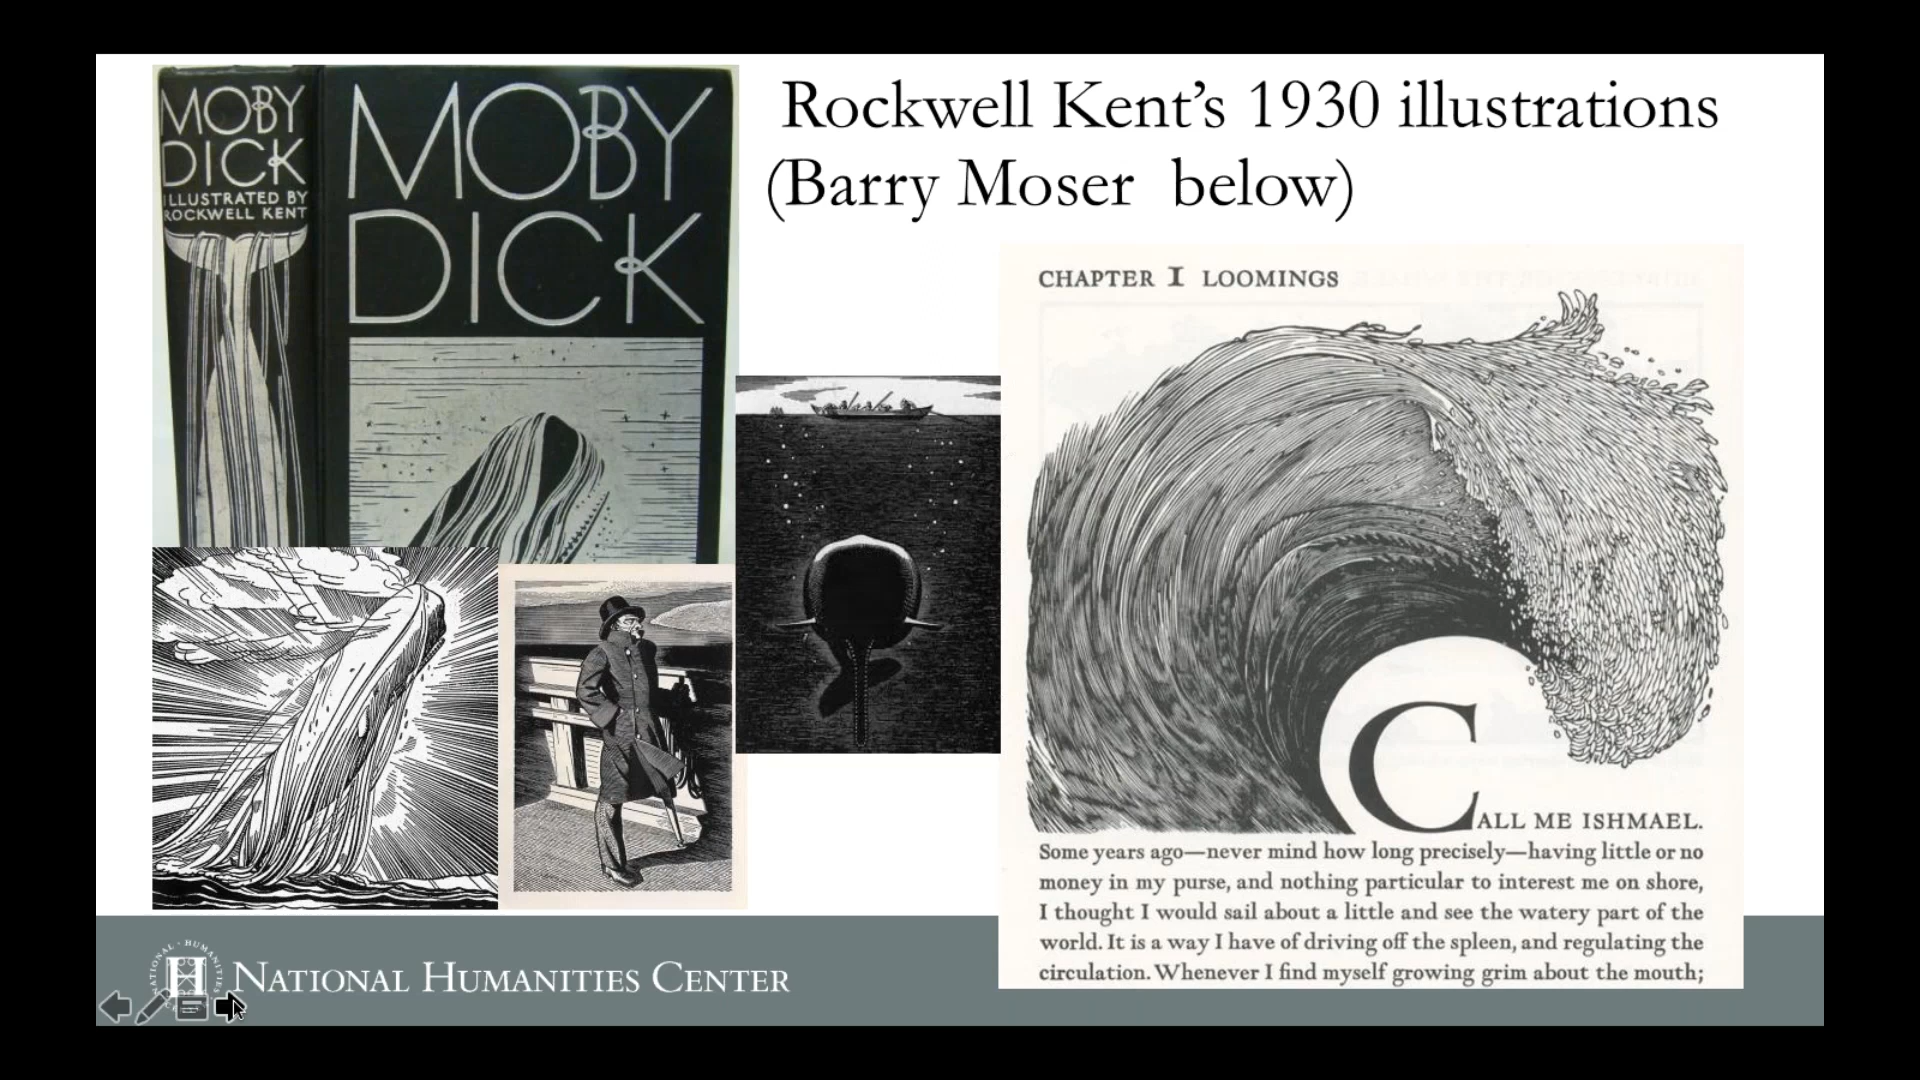 MOBY
DICK
ILLUSTRATED BY
ROCKWELL KENT
MOBY
DICK
Rockwell Kent’s 1930 illustrations
(Barry Moser below)
CHAPTER I LOOMINGS
CALL ME ISHMAEL.
Some years ago—never mind how long precisely—having little or no
money in my purse, and nothing particular to interest me on shore,
I thought I would sail about a little and see the watery part of the
world. It is a way I have of driving off the spleen, and regulating the
circulation. Whenever I find myself growing grim about the mouth;
NATIONAL HUMANITIES
H
NATIONAL HUMANITIES CENTER